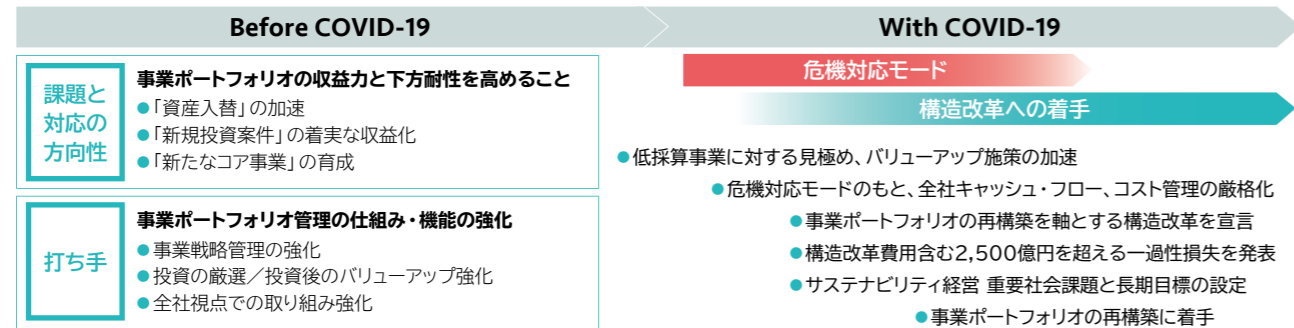 Before COVID-19
With COVID-19
課題と
対応の
方向性
事業ポートフォリオの収益力と下方耐性を高めること
●「資産入替」の加速
●「新規投資案件」の着実な収益化
●「新たなコア事業」の育成
打ち手
事業ポートフォリオ管理の仕組み・機能の強化
●事業戦略管理の強化
●投資の厳選／投資後のバリューアップ強化
●全社視点での取り組み強化
危機対応モード
構造改革への着手
●低採算事業に対する見極め、バリューアップ施策の加速
●危機対応モードのもと、全社キャッシュ・フロー、コスト管理の厳格化
●事業ポートフォリオの再構築を軸とする構造改革を宣言
●構造改革費用含む2,500億円を超える一過性損失を発表
●サステナビリティ経営 重要社会課題と長期目標の設定
●事業ポートフォリオの再構築に着手